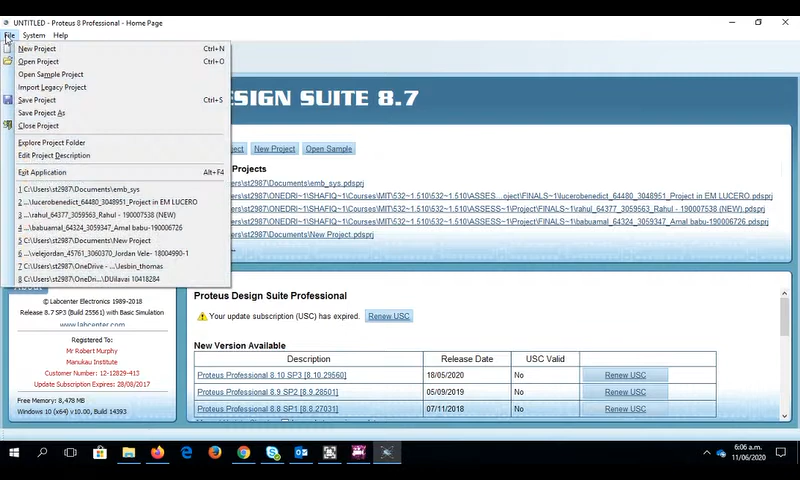 UNTITLED - Proteus 8 Professional - Home Page
File System Help
New Project Ctrl+N
Open Project Ctrl+O
Open Sample Project
Import Legacy Project
Save Project Ctrl+S
Save Project As
Close Project
Explore Project Folder
Edit Project Description
Exit Application Alt+F4
1 C:\Users\st2987\Documents\emb_sys
2 ...\lucerobenedict_64480_3048951_Project in EM LUCERO
3 ...\rahul_64377_3059563_Rahul - 190007538 (NEW)
4 ...\babuamal_64324_3057347_Amal babu-190006726
5 C:\Users\st2987\Documents\New Project
6 ...\velejordan_45761_3060370_Jordan Vele- 18004990-1
7 C:\Users\st2987\OneDrive - ...\lesbin_thomas
8 C:\Users\st2987\OneDri...\DUilavai 10418284
ESIGN SUITE 8.7
ject New Project Open Sample
Projects
ers\st2987\Documents\emb_sys.pdsprj
ers\st2987\ONEDRI~1\SHAFIQ~1\Courses\MIT\532~1.510\532~1.510\ASSES...oject\FINALS~1\lucerobenedict_64480_3048951_Project in EM LUCERO.pdsprj
ers\st2987\ONEDRI~1\SHAFIQ~1\Courses\MIT\532~1.510\532~1.510\ASSESS~1\Project\FINALS~1\rahul_64377_3059563_Rahul - 190007538 (NEW).pdsprj
ers\st2987\ONEDRI~1\SHAFIQ~1\Courses\MIT\532~1.510\532~1.510\ASSESS~1\Project\FINALS~1\babuamal_64324_3057347_Amal babu-190006726.pdsprj
ers\st2987\Documents\New Project.pdsprj
About
© Labcenter Electronics 1989-2018
Release 8.7 SP3 (Build 25561) with Basic Simulation
www.labcenter.com
Registered To:
Mr Robert Murphy
Manukau Institute
Customer Number: 12-12829-413
Update Subscription Expires: 28/08/2017
Free Memory: 8,478 MB
Windows 10 (x64) v10.00, Build 14393
Proteus Design Suite Professional
Your update subscription (USC) has expired. Renew USC
New Version Available
Description Release Date USC Valid
Proteus Professional 8.10 SP3 [8.10.29560] 18/05/2020 No Renew USC
Proteus Professional 8.9 SP2 [8.9.28501] 05/09/2019 No Renew USC
Proteus Professional 8.8 SP1 [8.8.27031] 07/11/2018 No Renew USC
6:06 a.m.
11/06/2020